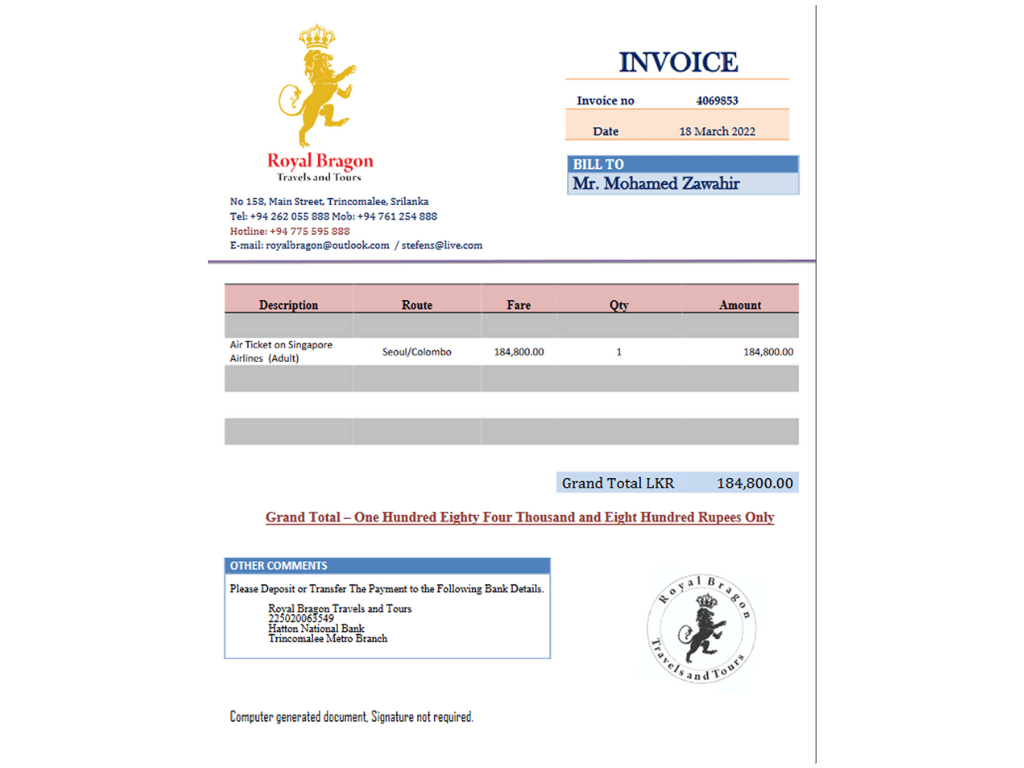 Royal Bragon
Travels and Tours
No 158, Main Street, Trincomalee, Srilanka
Tel: +94 262 055 888 Mob: +94 761 254 888
Hotline: +94 775 595 888
E-mail: royalbragon@outlook.com / stefens@live.com
INVOICE
Invoice no 4069853
Date 18 March 2022
BILL TO
Mr. Mohamed Zawahir
Description Route Fare Qty Amount
Air Ticket on Singapore
Airlines (Adult) Seoul/Colombo 184,800.00 1 184,800.00
Grand Total LKR 184,800.00
Grand Total – One Hundred Eighty Four Thousand and Eight Hundred Rupees Only
OTHER COMMENTS
Please Deposit or Transfer The Payment to the Following Bank Details.
Royal Bragon Travels and Tours
225020063549
Hatton National Bank
Trincomalee Metro Branch
Royal Bragon
Travels and Tours
Computer generated document, Signature not required.